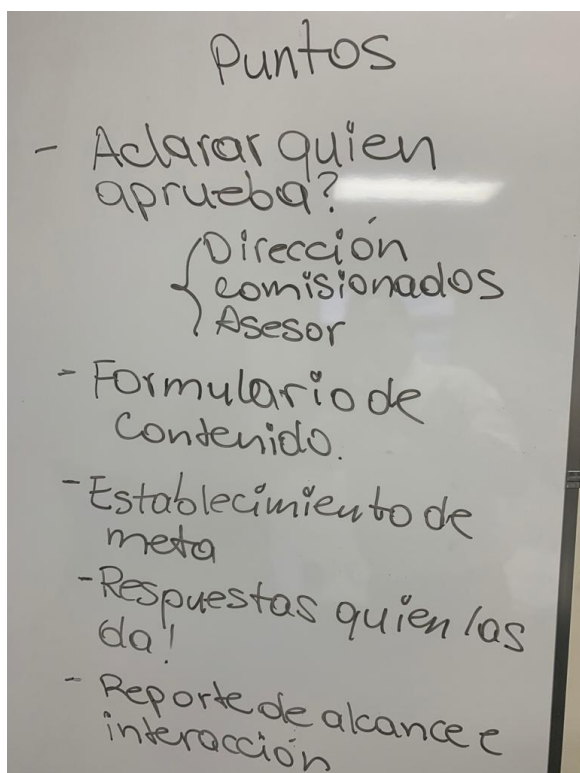 Puntos
- Aclarar quien
aprueba?
Dirección
comisionados
Asesor
- Formulario de
contenido.
- Establecimiento de
meta
- Respuestas quien las
da!
- Reporte de alcance e
interacción